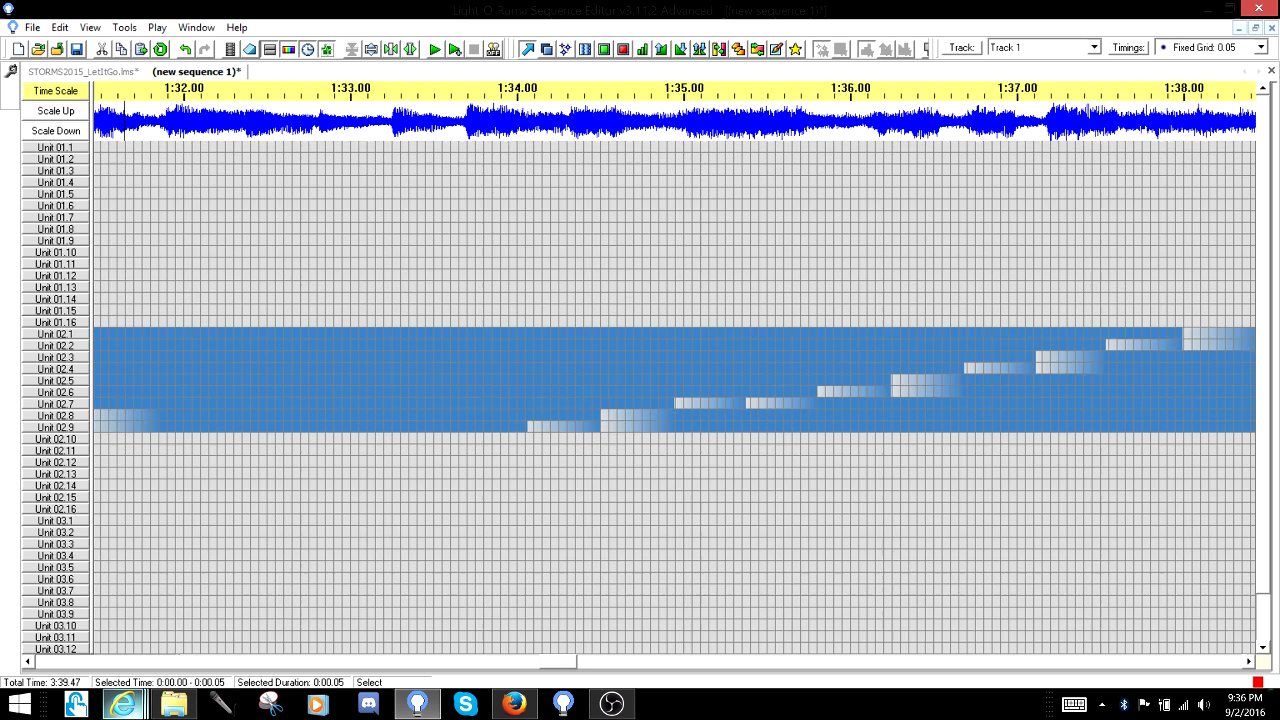 Light-O-Rama Sequence Editor v3.11.2 Advanced [(new sequence 1)*]
File Edit View Tools Play Window Help
Track: Track 1 Timings: Fixed Grid: 0.05
STORMS2015_LetItGo.lms* (new sequence 1)*
Time Scale 1:32.00 1:33.00 1:34.00 1:35.00 1:36.00 1:37.00 1:38.00
Scale Up
Scale Down
Unit 01.1
Unit 01.2
Unit 01.3
Unit 01.4
Unit 01.5
Unit 01.6
Unit 01.7
Unit 01.8
Unit 01.9
Unit 01.10
Unit 01.11
Unit 01.12
Unit 01.13
Unit 01.14
Unit 01.15
Unit 01.16
Unit 02.1
Unit 02.2
Unit 02.3
Unit 02.4
Unit 02.5
Unit 02.6
Unit 02.7
Unit 02.8
Unit 02.9
Unit 02.10
Unit 02.11
Unit 02.12
Unit 02.13
Unit 02.14
Unit 02.15
Unit 02.16
Unit 03.1
Unit 03.2
Unit 03.3
Unit 03.4
Unit 03.5
Unit 03.6
Unit 03.7
Unit 03.8
Unit 03.9
Unit 03.10
Unit 03.11
Unit 03.12
Total Time: 3:39.47 Selected Time: 0:00.00 - 0:00.05 Selected Duration: 0:00.05 Select
9:36 PM
9/2/2016